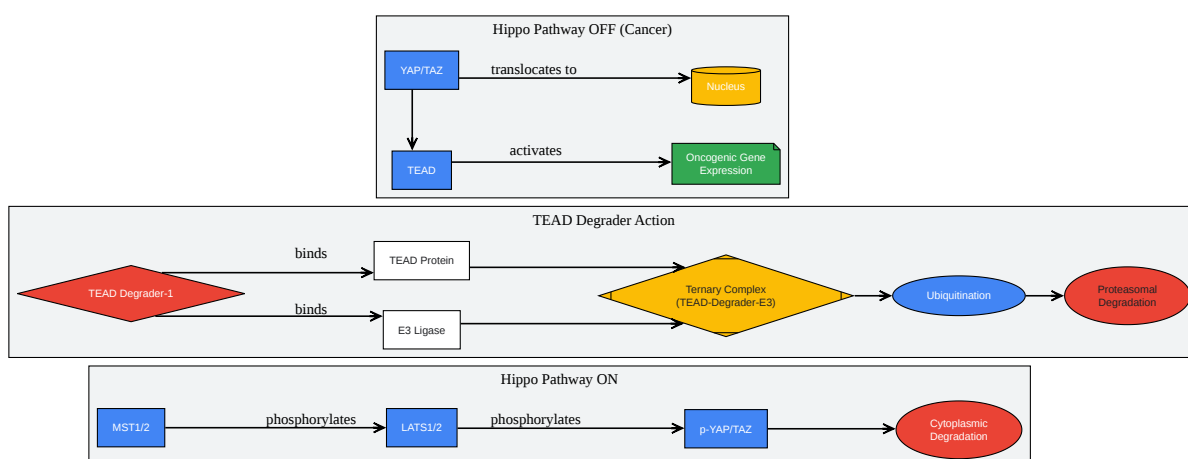 Hippo Pathway OFF (Cancer)
YAP/TAZ
translocates to
Nucleus
TEAD
activates
Oncogenic Gene
Expression
TEAD Degrader Action
TEAD Degrader-1
binds
TEAD Protein
binds
E3 Ligase
Ternary Complex
(TEAD-Degrader-E3)
Ubiquitination
Proteasomal
Degradation
Hippo Pathway ON
MST1/2
phosphorylates
LATS1/2
phosphorylates
p-YAP/TAZ
Cytoplasmic
Degradation